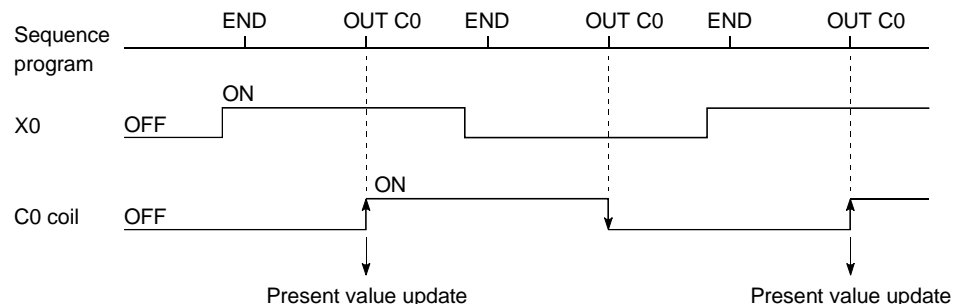 END OUT C0 END OUT C0 END OUT C0
Sequence
program
ON
X0 OFF
ON
C0 coil OFF
Present value update Present value update